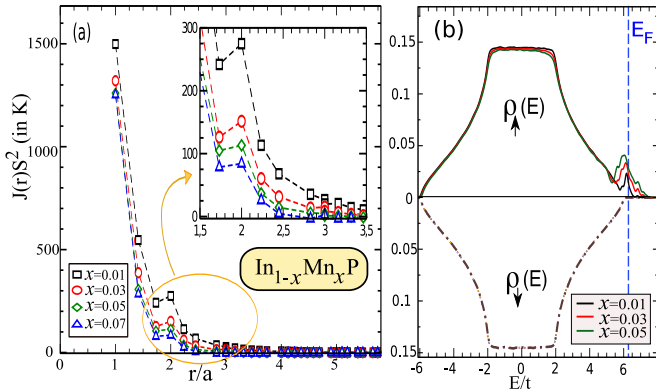 (a)
J(r)S² (in K)
1500
1000
500
0
0 1 2 3 4 5
r/a
300
200
100
0
1,5 2 2,5 3 3,5
In₁₋ₓMnₓP
x=0.01
x=0.03
x=0.05
x=0.07
(b)
E_F
0.15
0.1
0.05
0
0.05
0.1
0.15
ρ↑(E)
ρ↓(E)
x=0.01
x=0.03
x=0.05
-6 -4 -2 0 2 4 6
E/t